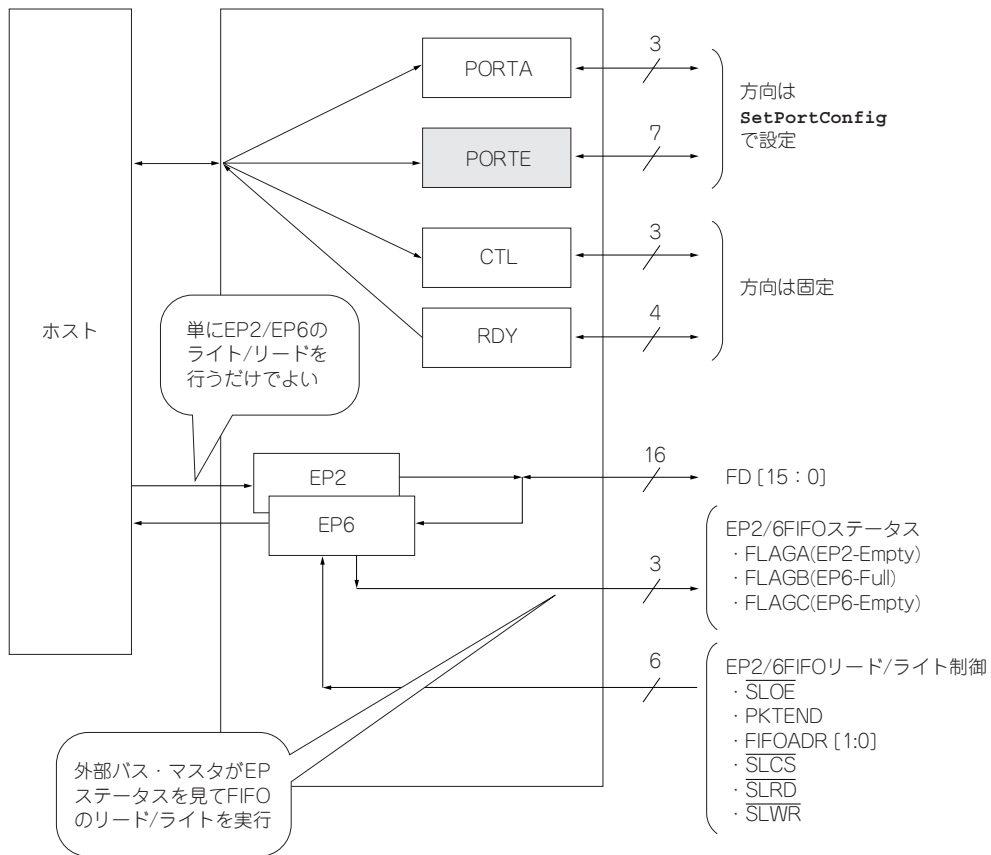 ホスト
PORTA
3
PORTE
7
方向は
SetPortConfig
で設定
CTL
3
RDY
4
方向は固定
単にEP2/EP6の
ライト/リードを
行うだけでよい
EP2
EP6
16
FD [15：0]
3
EP2/6FIFOステータス
・FLAGA(EP2-Empty)
・FLAGB(EP6-Full)
・FLAGC(EP6-Empty)
6
EP2/6FIFOリード/ライト制御
・S̅L̅O̅E̅
・PKTEND
・FIFOADR [1:0]
・S̅L̅C̅S̅
・S̅L̅R̅D̅
・S̅L̅W̅R̅
外部バス・マスタがEP
ステータスを見てFIFO
のリード/ライトを実行